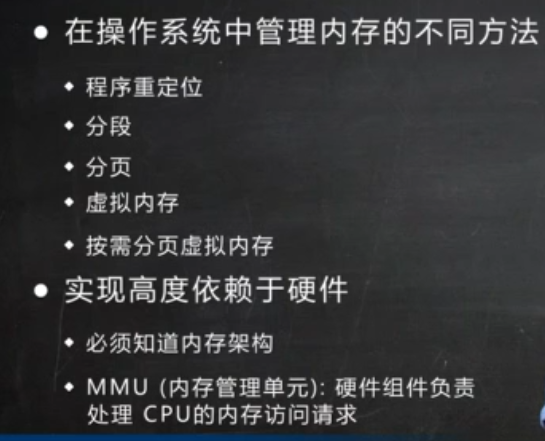 ● 在操作系统中管理内存的不同方法
◆ 程序重定位
◆ 分段
◆ 分页
◆ 虚拟内存
◆ 按需分页虚拟内存
● 实现高度依赖于硬件
◆ 必须知道内存架构
◆ MMU (内存管理单元): 硬件组件负责
处理 CPU的内存访问请求